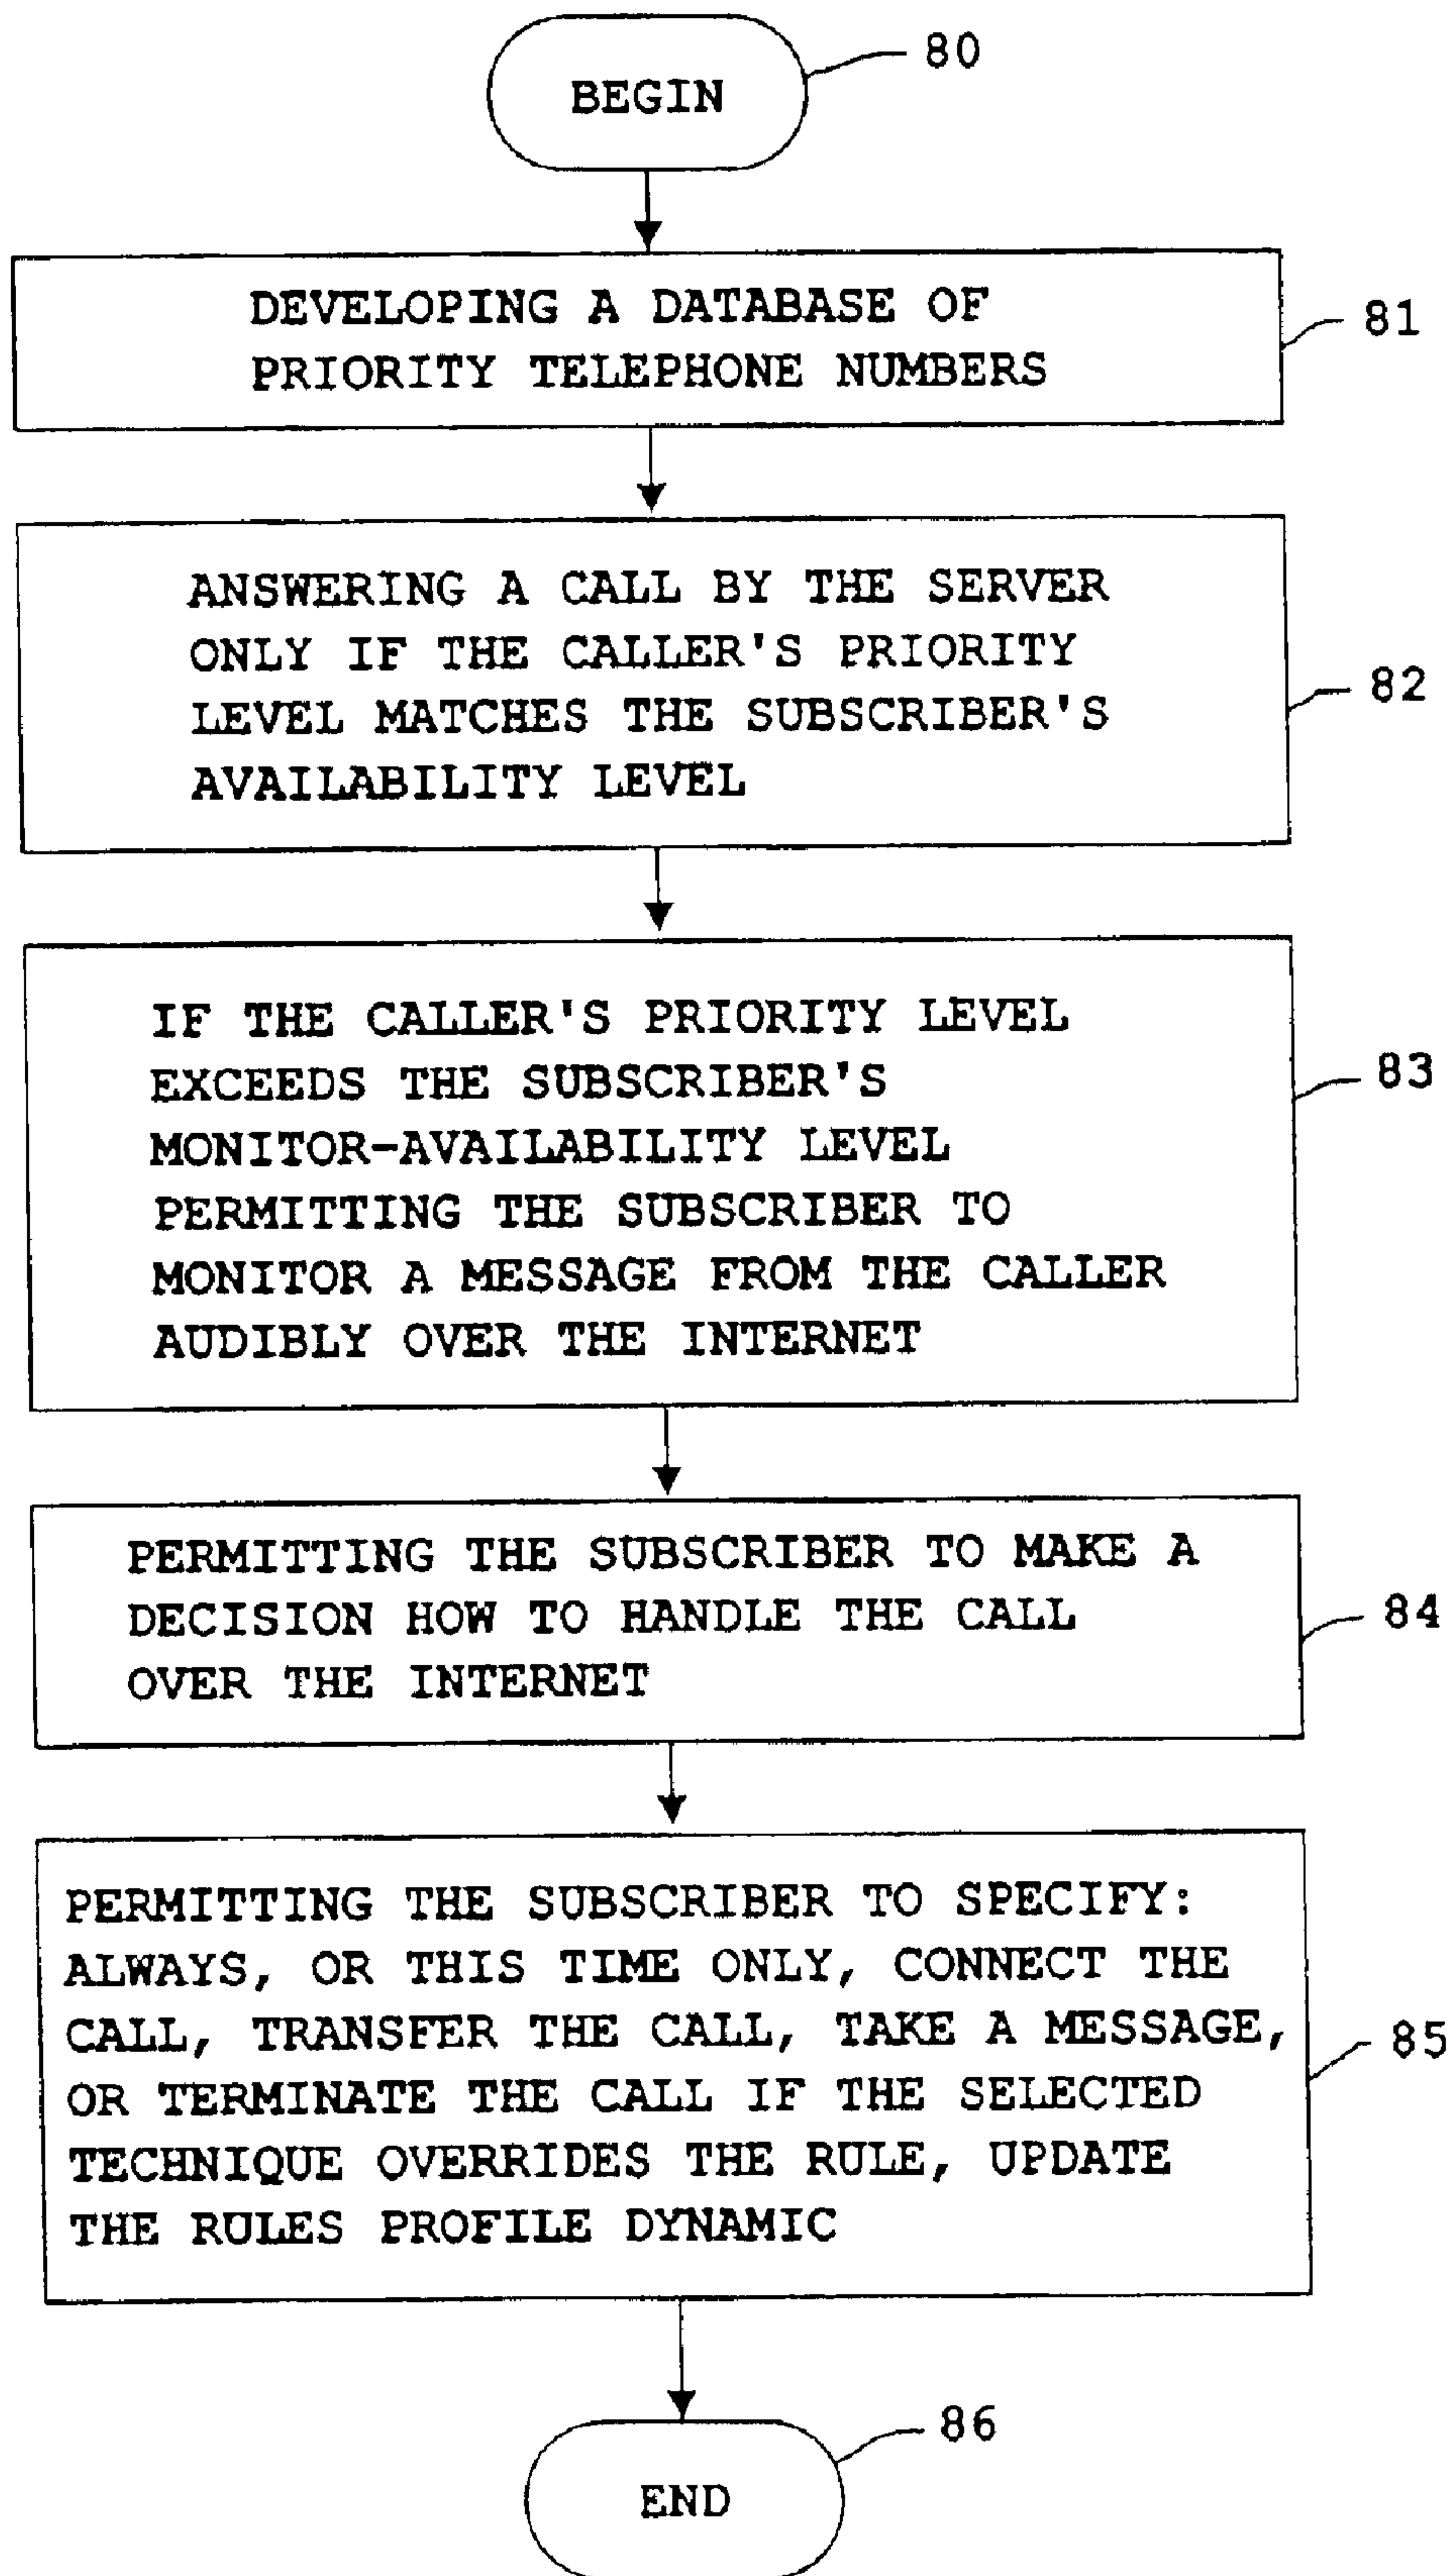 BEGIN
80
DEVELOPING A DATABASE OF
PRIORITY TELEPHONE NUMBERS
81
ANSWERING A CALL BY THE SERVER
ONLY IF THE CALLER'S PRIORITY
LEVEL MATCHES THE SUBSCRIBER'S
AVAILABILITY LEVEL
82
IF THE CALLER'S PRIORITY LEVEL
EXCEEDS THE SUBSCRIBER'S
MONITOR-AVAILABILITY LEVEL
PERMITTING THE SUBSCRIBER TO
MONITOR A MESSAGE FROM THE CALLER
AUDIBLY OVER THE INTERNET
83
PERMITTING THE SUBSCRIBER TO MAKE A
DECISION HOW TO HANDLE THE CALL
OVER THE INTERNET
84
PERMITTING THE SUBSCRIBER TO SPECIFY:
ALWAYS, OR THIS TIME ONLY, CONNECT THE
CALL, TRANSFER THE CALL, TAKE A MESSAGE,
OR TERMINATE THE CALL IF THE SELECTED
TECHNIQUE OVERRIDES THE RULE, UPDATE
THE RULES PROFILE DYNAMIC
85
END
86